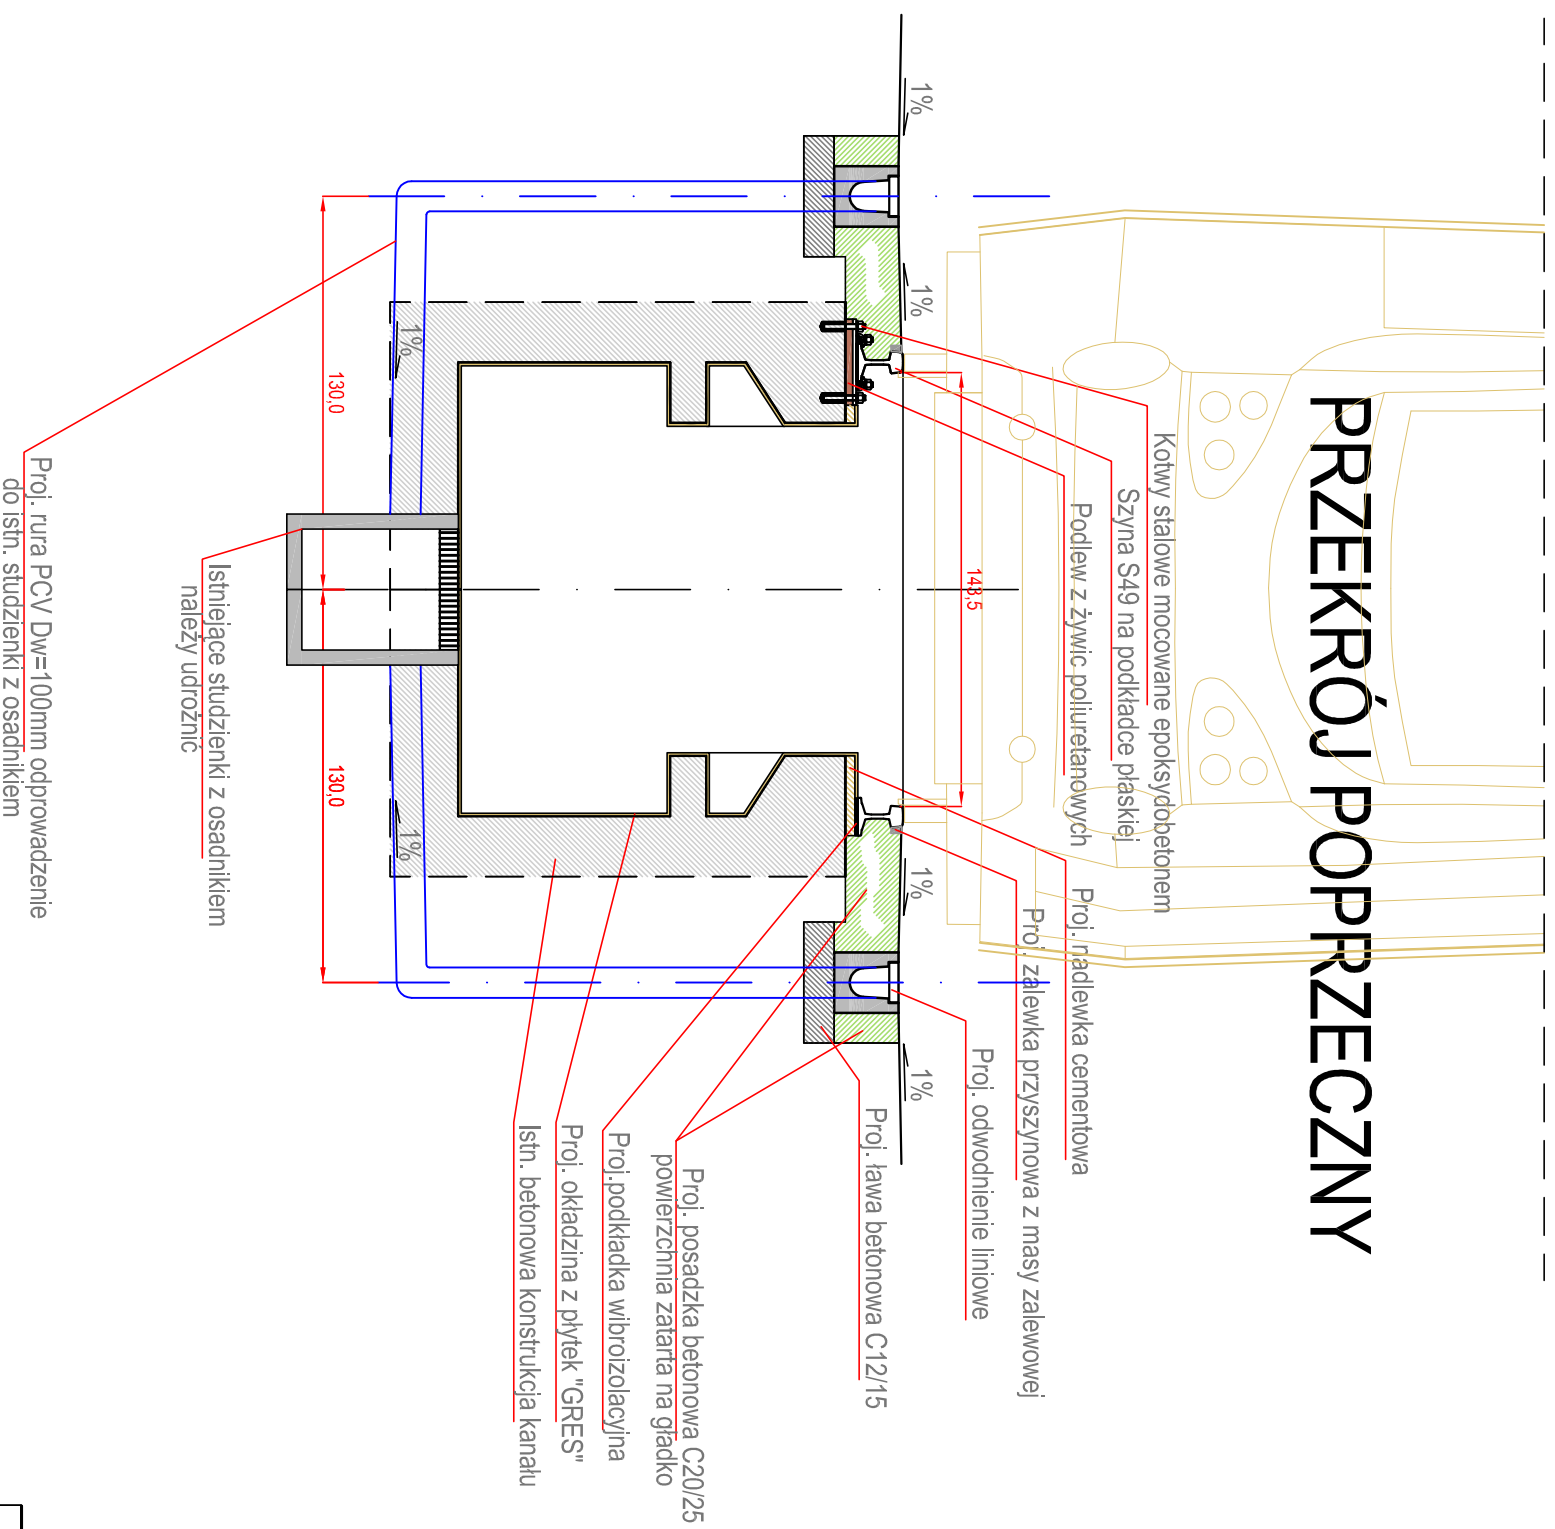 PRZEKRÓJ POPRZECZNY
Kotwy stalowe mocowane epoksydobetonem
Szyna S49 na podkładce płaskiej
Podlew z żywic poliuretanowych
Proj. nadlewka cementowa
Proj. zalewka przyszynowa z masy zalewowej
Proj. odwodnienie liniowe
143,5
1%
1%
1%
1%
Proj. ława betonowa C12/15
Proj. posadzka betonowa C20/25
powierzchnia zatarta na gładko
Proj.podkładka wibroizolacyjna
Proj. okładzina z płytek "GRES"
Istn. betonowa konstrukcja kanału
1%
1%
130,0
130,0
Istniejące studzienki z osadnikiem
należy udrożnić
Proj. rura PCV Dw=100mm odprowadzenie
do istn. studzienki z osadnikiem